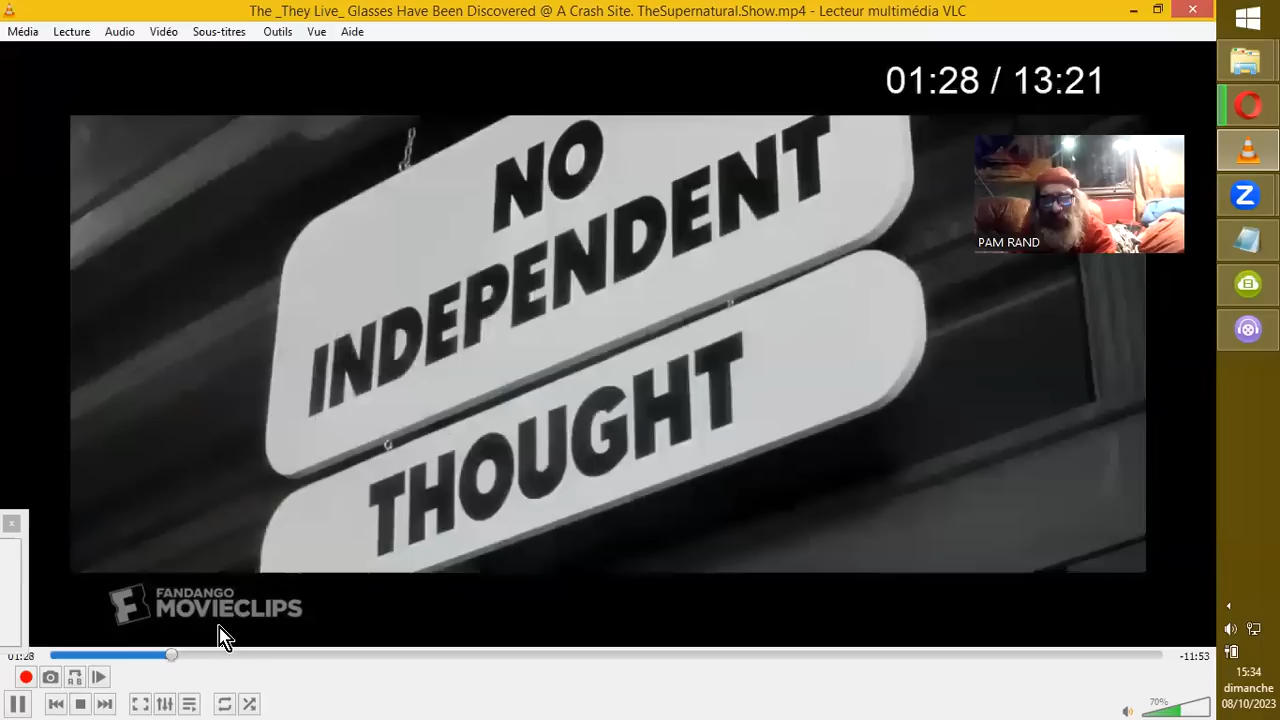 The _They Live_ Glasses Have Been Discovered @ A Crash Site. TheSupernatural.Show.mp4 - Lecteur multimédia VLC
Média Lecture Audio Vidéo Sous-titres Outils Vue Aide
01:28 / 13:21
NO
INDEPENDENT
THOUGHT
PAM RAND
FANDANGO
MOVIECLIPS
01:28
-11:53
70%
15:34
dimanche
08/10/2023